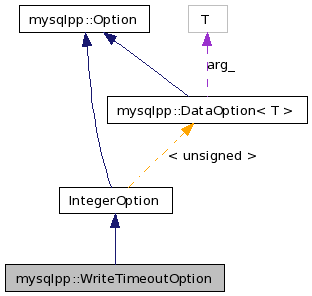 mysqlpp::Option
T
arg_
mysqlpp::DataOption< T >
< unsigned >
IntegerOption
mysqlpp::WriteTimeoutOption